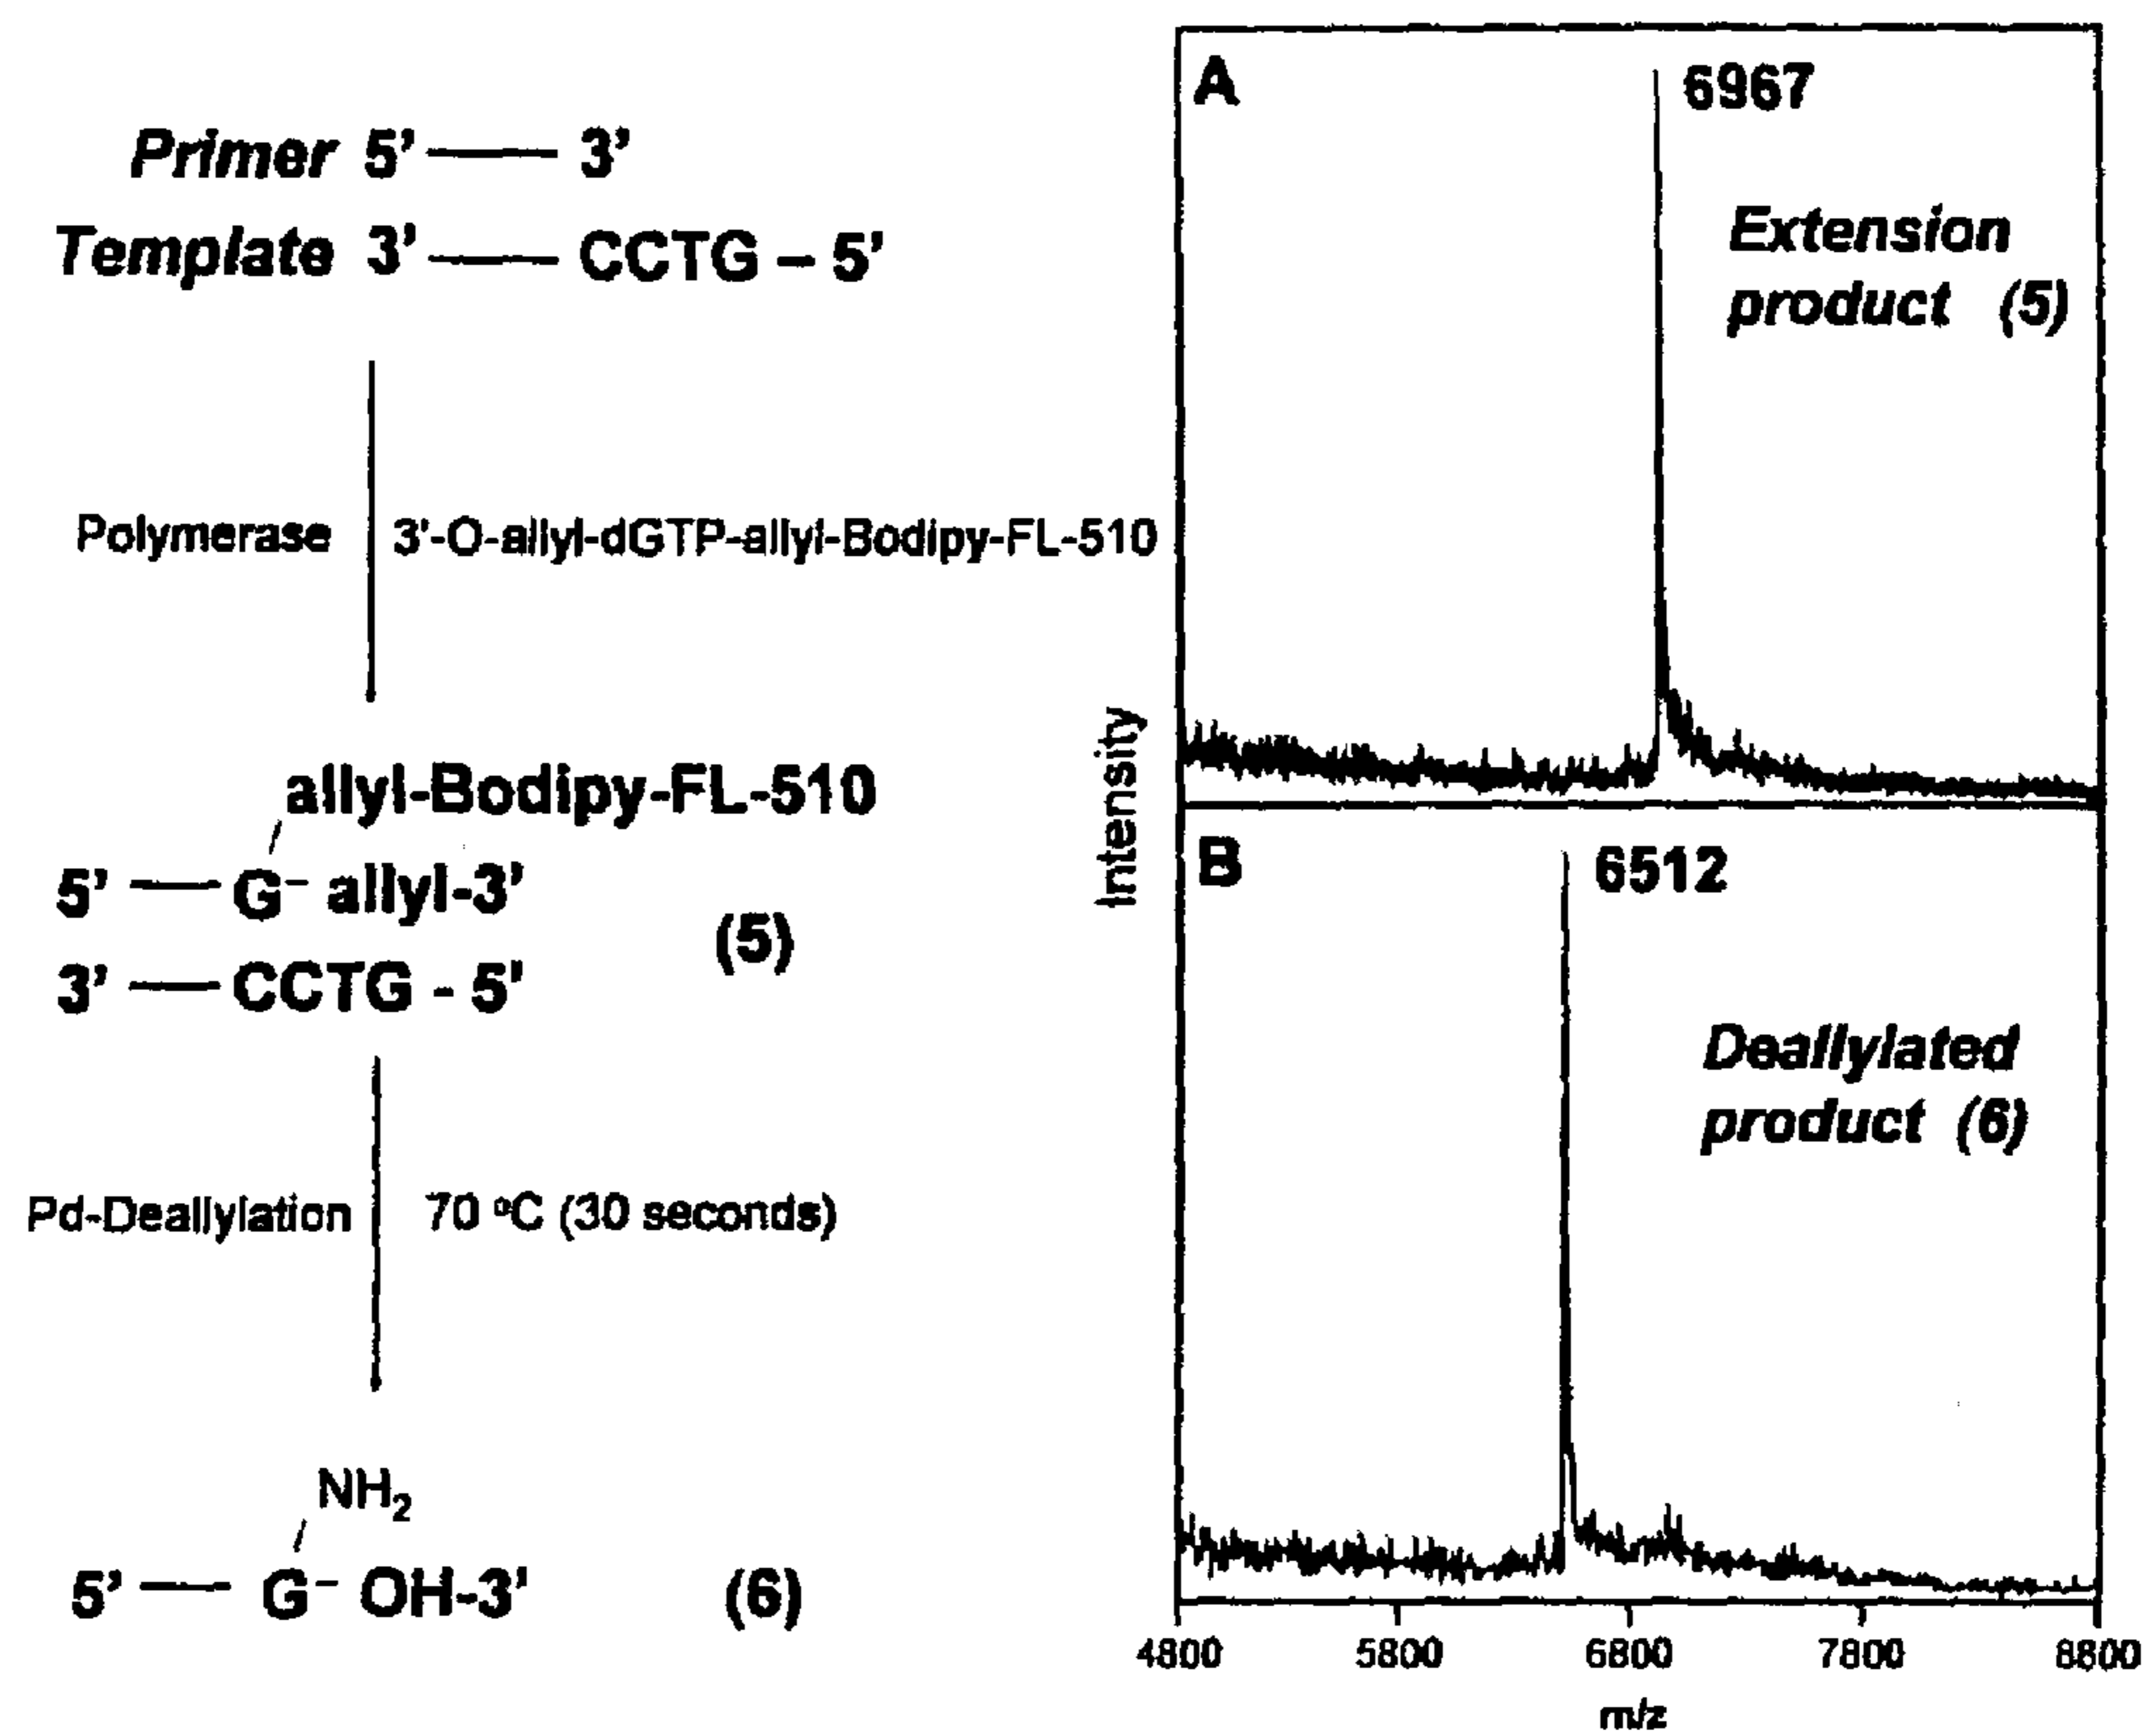 Primer 5' — 3'
Template 3' — CCTG – 5'
Polymerase 3'-O-allyl-dGTP-allyl-Bodipy-FL-510
allyl-Bodipy-FL-510
5' — G – allyl-3'
(5)
3' — CCTG - 5'
Pd-Deallylation 70 ºC (30 seconds)
NH₂
5' — G – OH-3' (6)
A
6967
Extension
product (5)
Intensity
B
6512
Deallylated
product (6)
4800 5800 6800 7800 8800
m/z